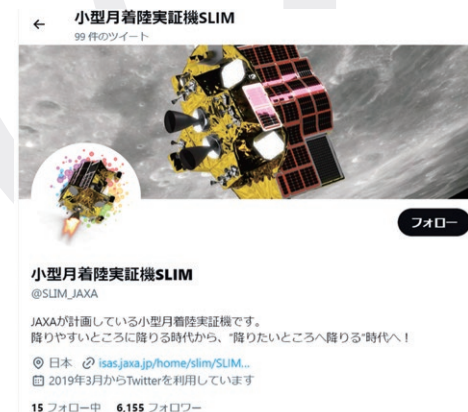 小型月着陸実証機SLIM
99 件のツイート
フォロー
小型月着陸実証機SLIM
@SLIM_JAXA
JAXAが計画している小型月着陸実証機です。
降りやすいところに降りる時代から、"降りたいところへ降りる"時代へ！
日本 isas.jaxa.jp/home/slim/SLIM...
2019年3月からTwitterを利用しています
15 フォロー中 6,155 フォロワー